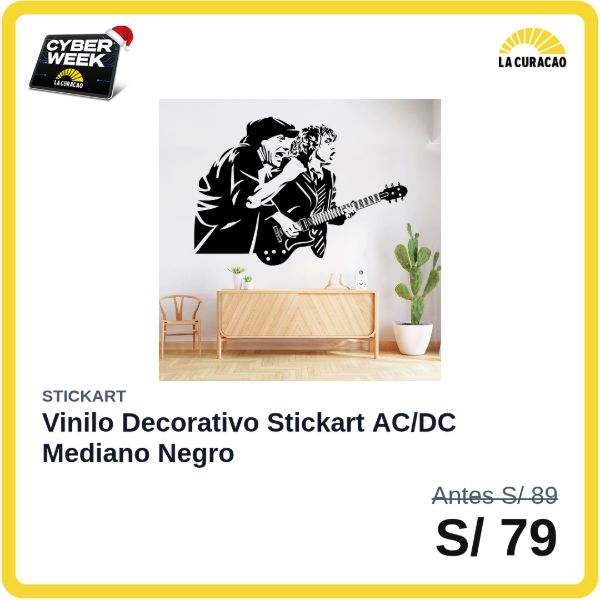 CYBER
WEEK
LA CURACAO
LA CURACAO
STICKART
Vinilo Decorativo Stickart AC/DC
Mediano Negro
Antes S/ 89
S/ 79